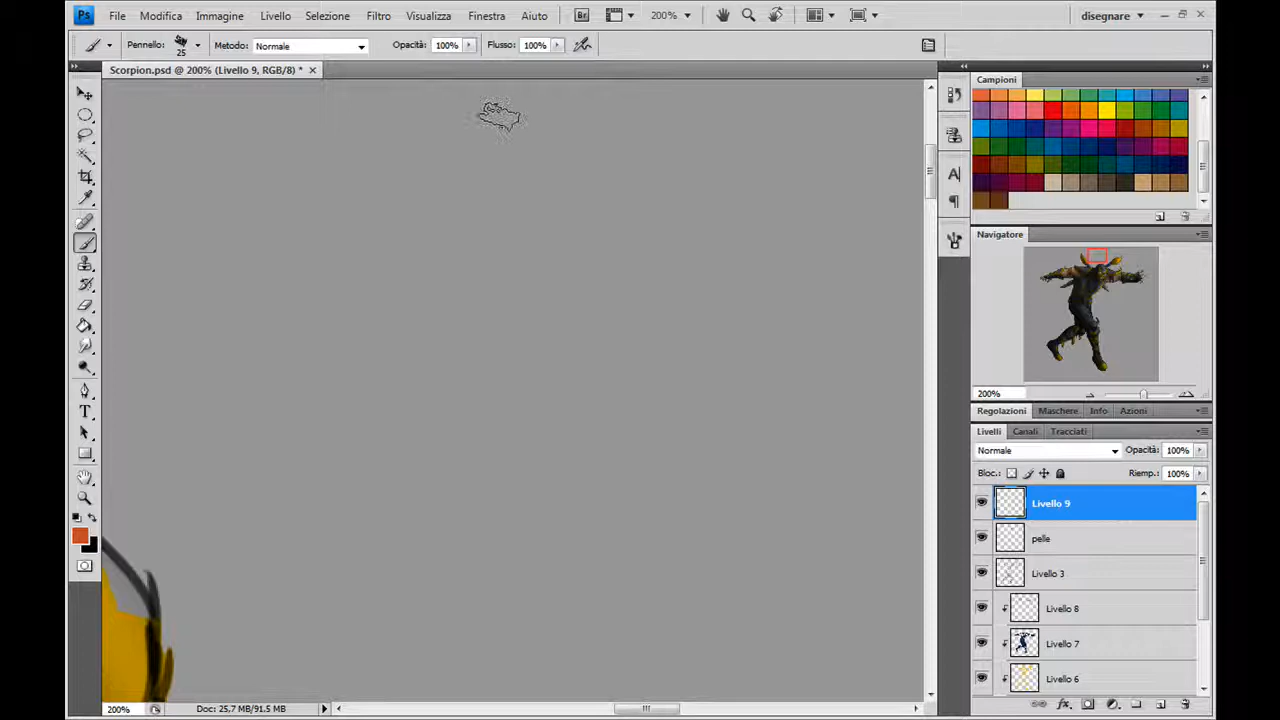 Ps File Modifica Immagine Livello Selezione Filtro Visualizza Finestra Aiuto Br 200% disegnare
Pennello: 25 Metodo: Normale Opacità: 100% Flusso: 100%
Scorpion.psd @ 200% (Livello 9, RGB/8) *
Campioni
Navigatore
200%
Regolazioni Maschere Info Azioni
Livelli Canali Tracciati
Normale Opacità: 100%
Bloc.: Riemp.: 100%
Livello 9
pelle
Livello 3
Livello 8
Livello 7
Livello 6
200% Doc: 25,7 MB/91,5 MB